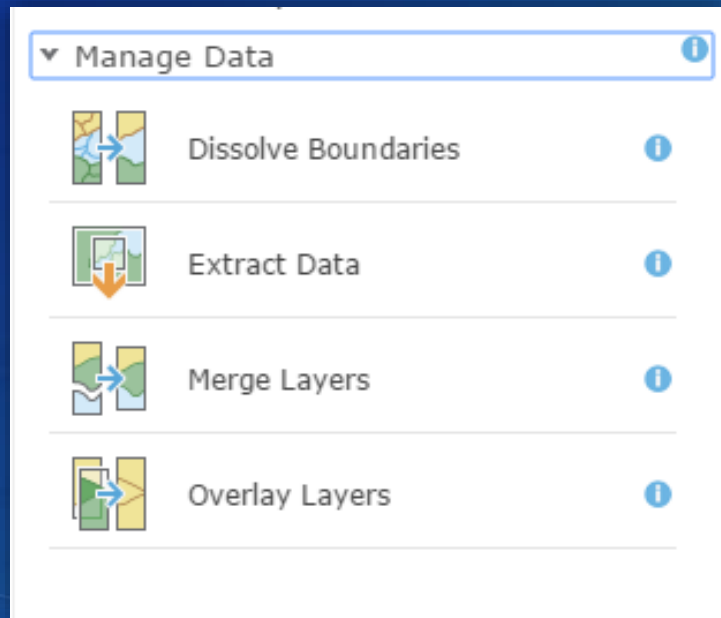 Manage Data
Dissolve Boundaries
Extract Data
Merge Layers
Overlay Layers